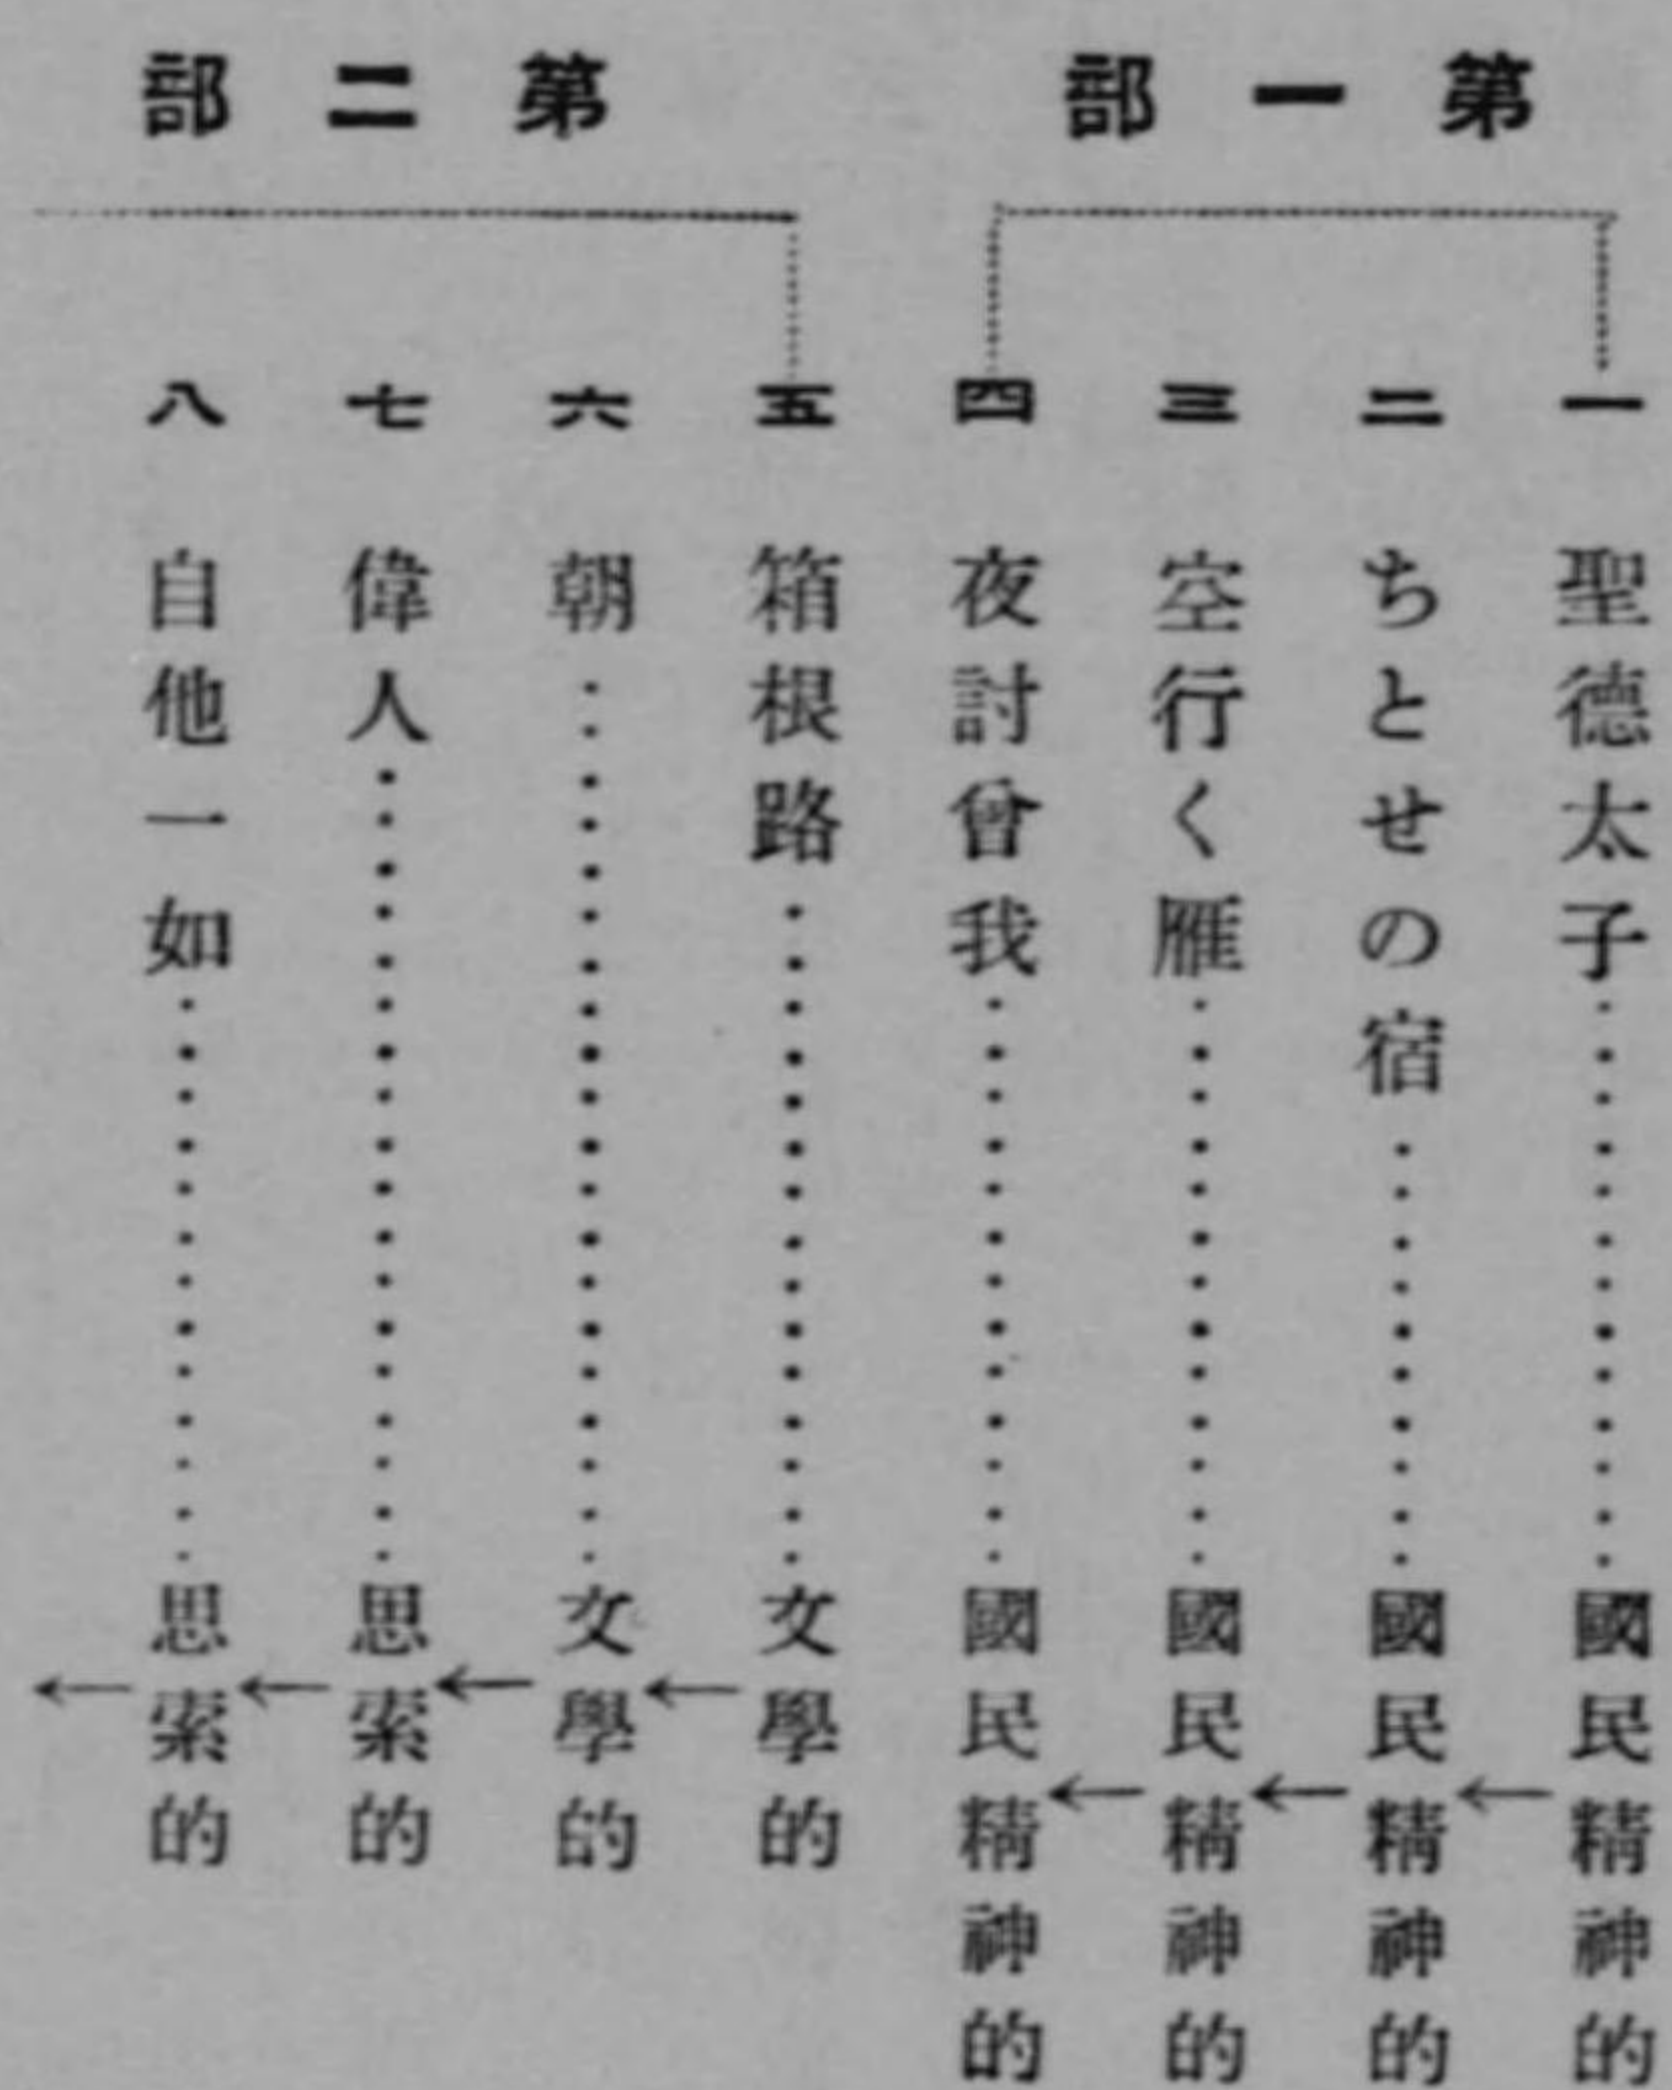 第一部
一 聖德太子……國民精神的
二 ちとせの宿……國民精神的
三 空行く雁……國民精神的
四 夜討曾我……國民精神的
第二部
五 箱根路……文學的
六 朝……文學的
七 偉人……思索的
八 自他一如……思索的